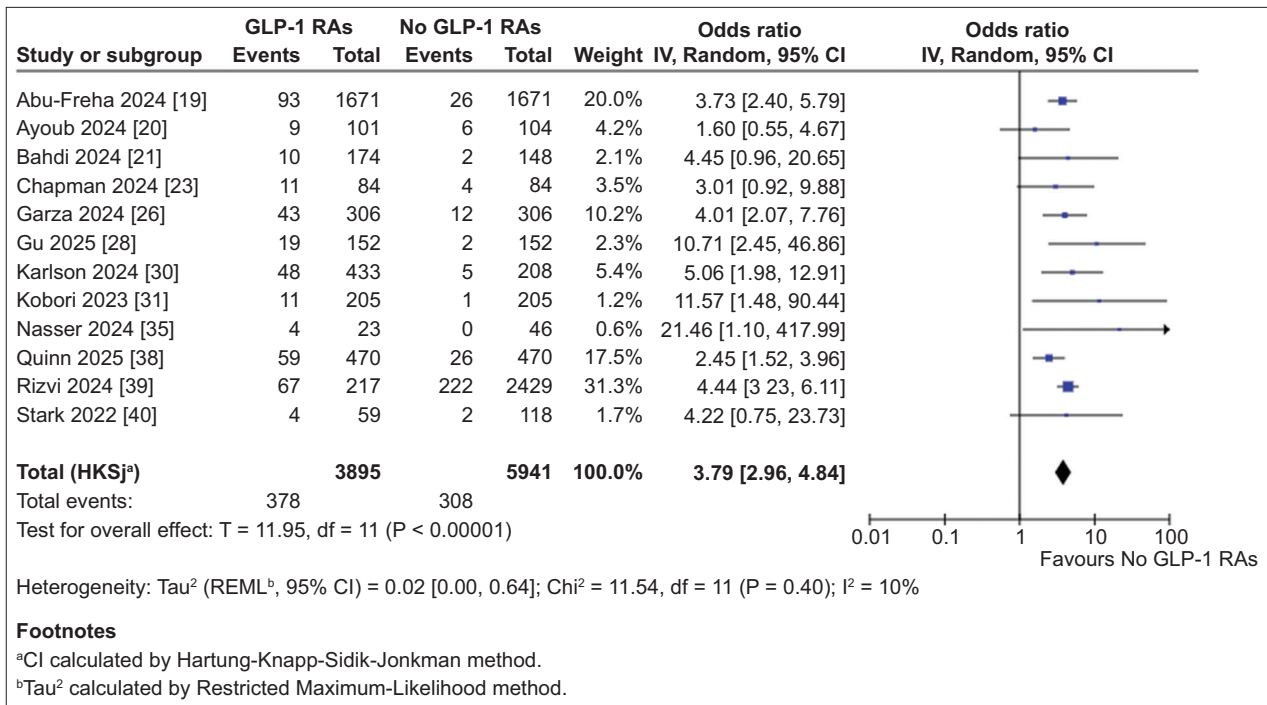 GLP-1 RAs No GLP-1 RAs Odds ratio Odds ratio
Study or subgroup Events Total Events Total Weight IV, Random, 95% CI IV, Random, 95% CI
Abu-Freha 2024 [19] 93 1671 26 1671 20.0% 3.73 [2.40, 5.79]
Ayoub 2024 [20] 9 101 6 104 4.2% 1.60 [0.55, 4.67]
Bahdi 2024 [21] 10 174 2 148 2.1% 4.45 [0.96, 20.65]
Chapman 2024 [23] 11 84 4 84 3.5% 3.01 [0.92, 9.88]
Garza 2024 [26] 43 306 12 306 10.2% 4.01 [2.07, 7.76]
Gu 2025 [28] 19 152 2 152 2.3% 10.71 [2.45, 46.86]
Karlson 2024 [30] 48 433 5 208 5.4% 5.06 [1.98, 12.91]
Kobori 2023 [31] 11 205 1 205 1.2% 11.57 [1.48, 90.44]
Nasser 2024 [35] 4 23 0 46 0.6% 21.46 [1.10, 417.99]
Quinn 2025 [38] 59 470 26 470 17.5% 2.45 [1.52, 3.96]
Rizvi 2024 [39] 67 217 222 2429 31.3% 4.44 [3 23, 6.11]
Stark 2022 [40] 4 59 2 118 1.7% 4.22 [0.75, 23.73]
Total (HKSjᵃ) 3895 5941 100.0% 3.79 [2.96, 4.84]
Total events: 378 308
Test for overall effect: T = 11.95, df = 11 (P < 0.00001)
0.01 0.1 1 10 100
Favours No GLP-1 RAs
Heterogeneity: Tau² (REMLᵇ, 95% CI) = 0.02 [0.00, 0.64]; Chi² = 11.54, df = 11 (P = 0.40); I² = 10%
Footnotes
ᵃCI calculated by Hartung-Knapp-Sidik-Jonkman method.
ᵇTau² calculated by Restricted Maximum-Likelihood method.